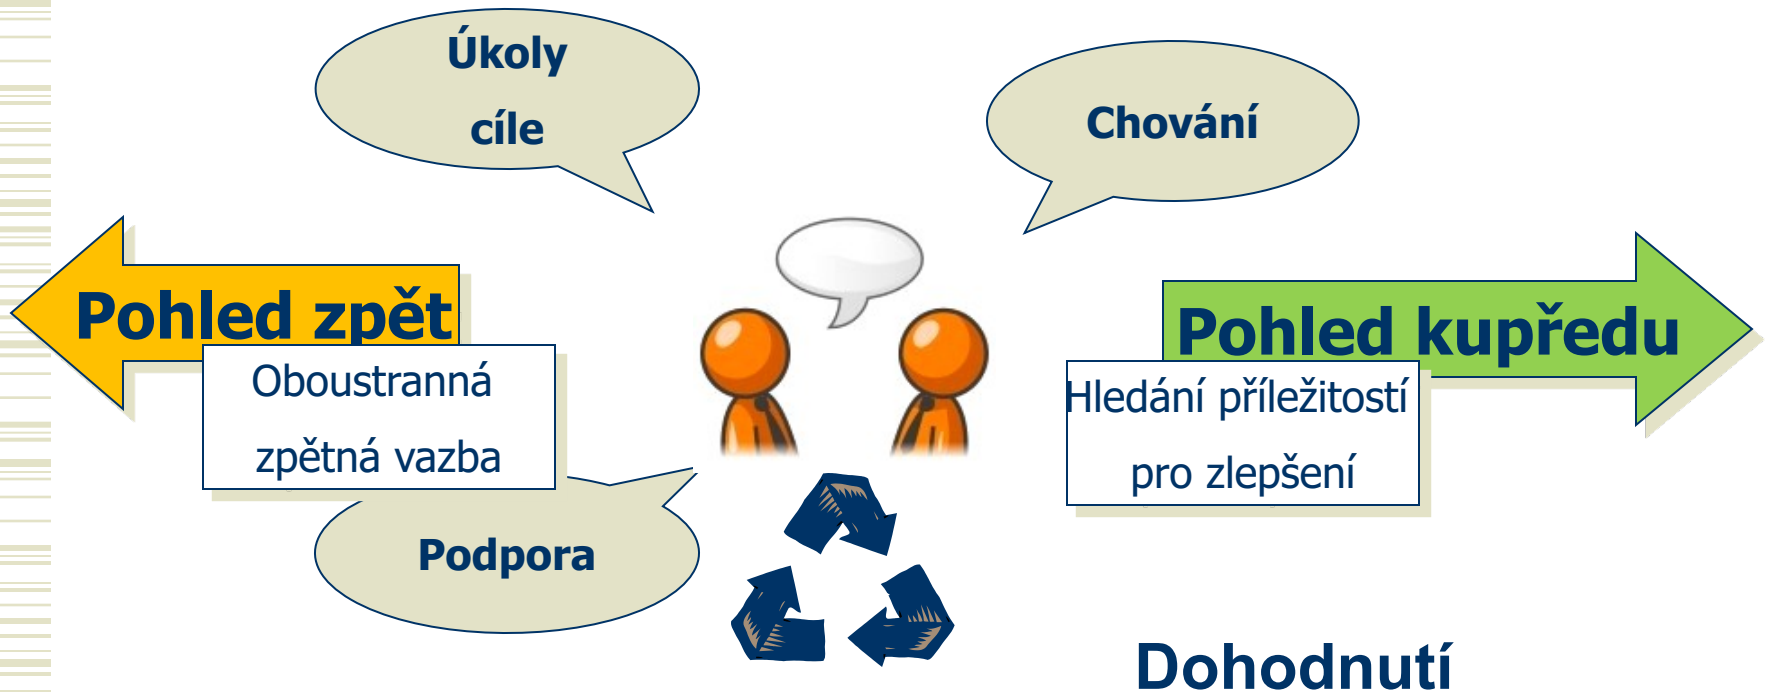 Úkoly
cíle
Chování
Pohled zpět
Pohled kupředu
Oboustranná
zpětná vazba
Hledání příležitostí
pro zlepšení
Podpora
Dohodnutí